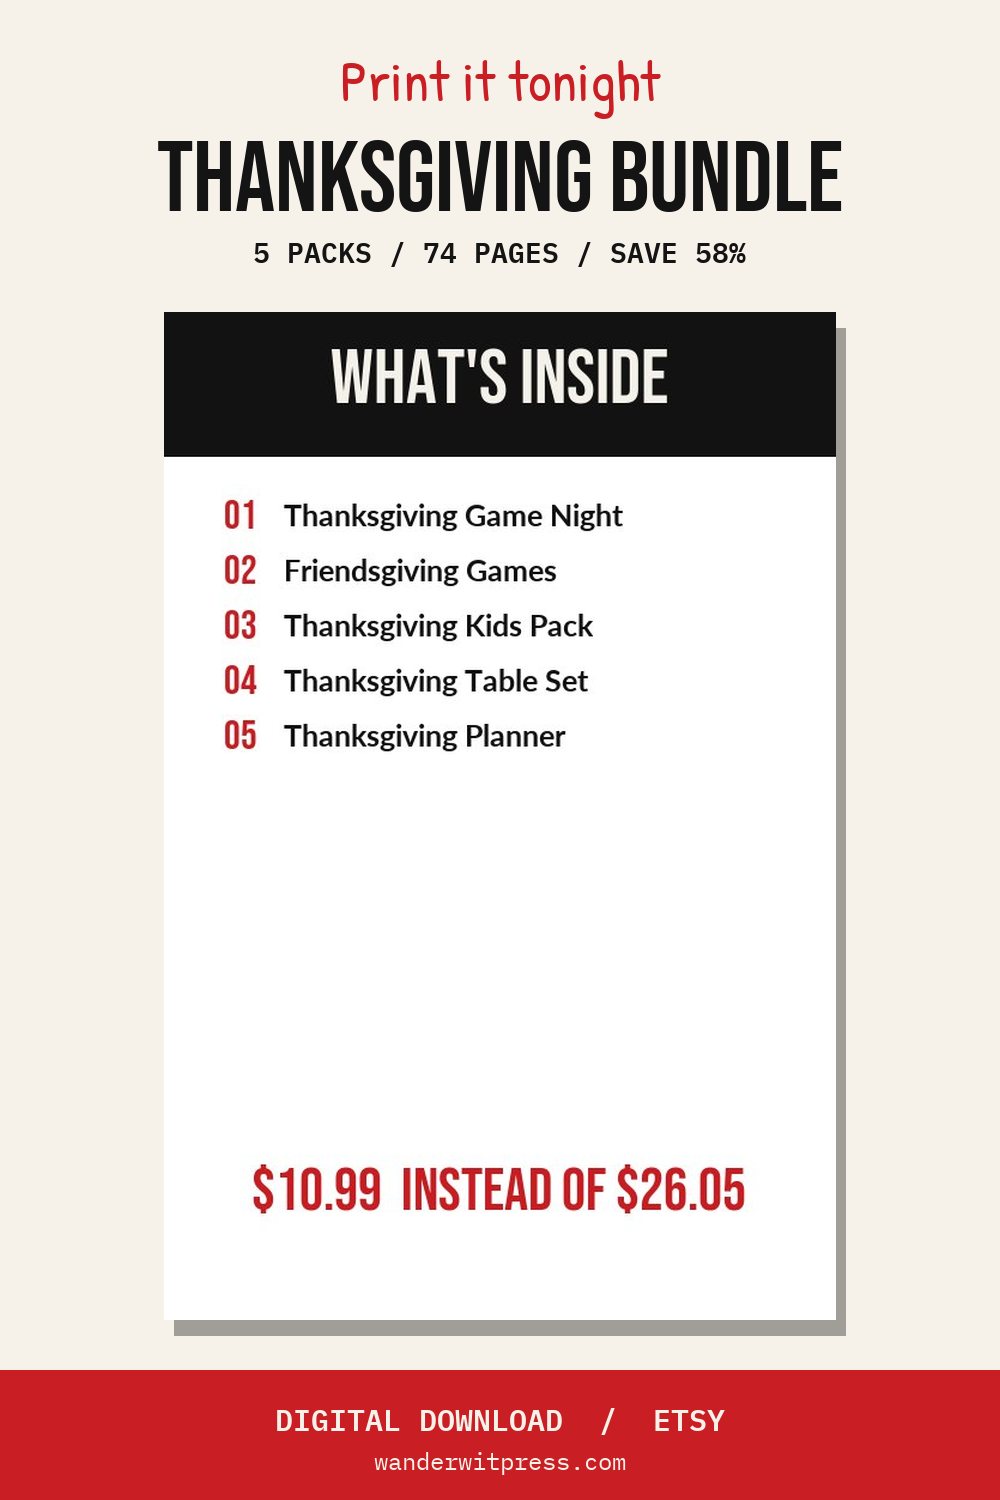 Print it tonight
THANKSGIVING BUNDLE
5 PACKS / 74 PAGES / SAVE 58%
WHAT'S INSIDE
01 Thanksgiving Game Night
02 Friendsgiving Games
03 Thanksgiving Kids Pack
04 Thanksgiving Table Set
05 Thanksgiving Planner
$10.99 INSTEAD OF $26.05
DIGITAL DOWNLOAD / ETSY
wanderwitpress.com